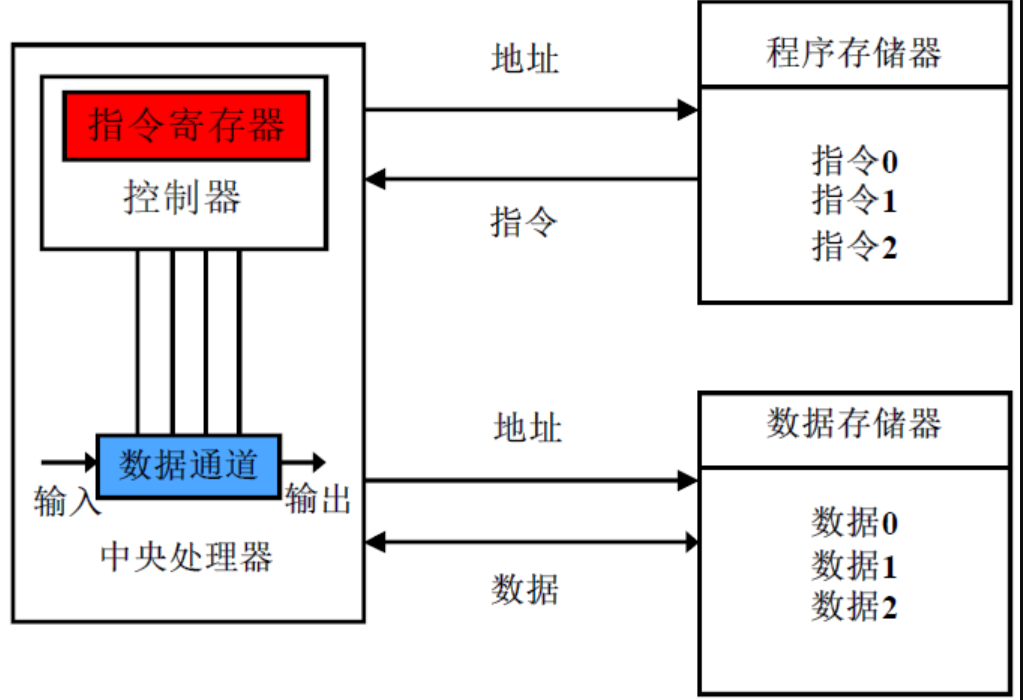 指令寄存器
控制器
数据通道
输入
输出
中央处理器
地址
指令
地址
数据
程序存储器
指令0
指令1
指令2
数据存储器
数据0
数据1
数据2